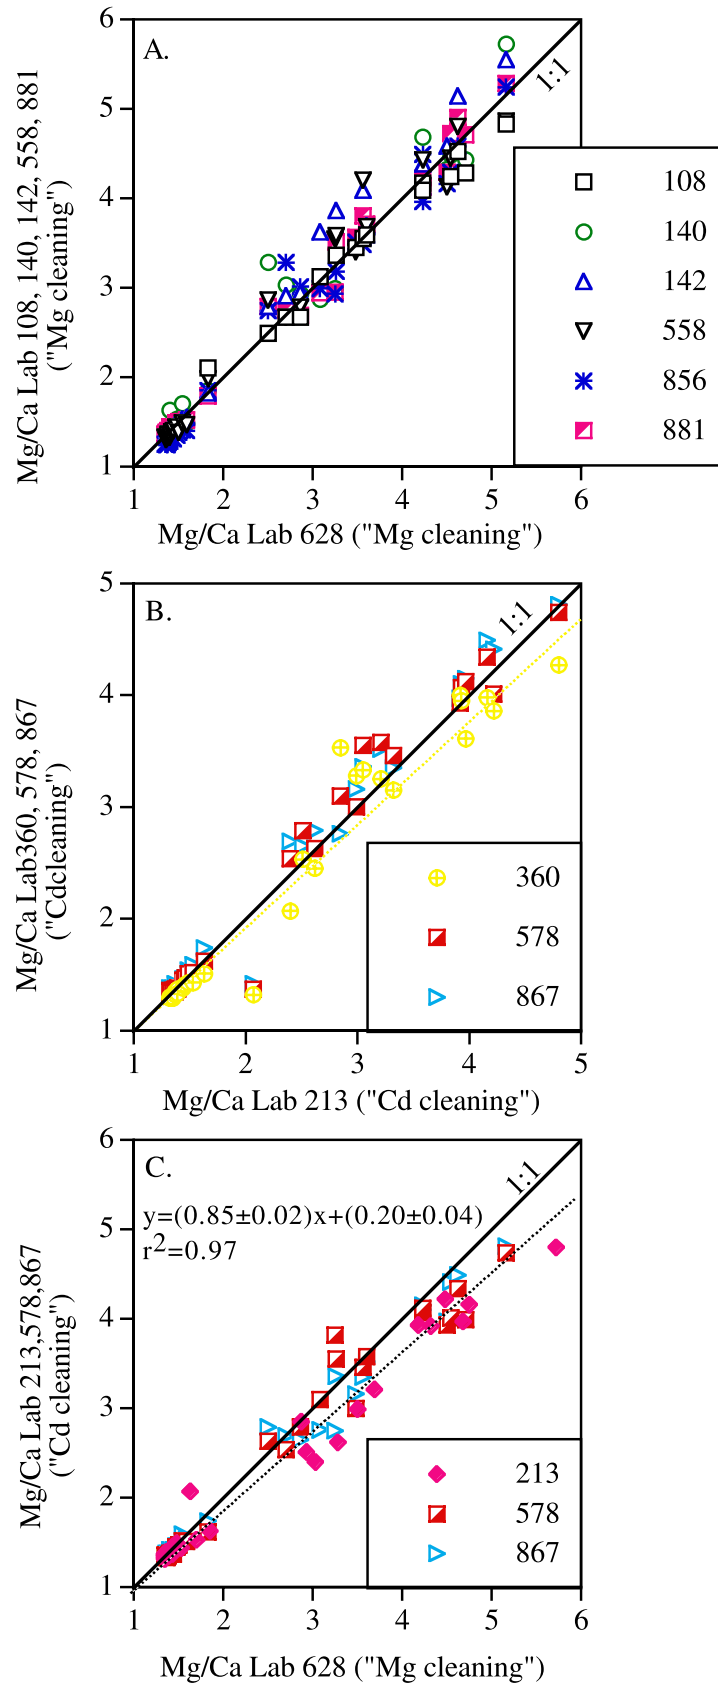 6
5
4
3
2
1
Mg/Ca Lab 108, 140, 142, 558, 881
("Mg cleaning")
A.
1:1
108
140
142
558
856
881
1 2 3 4 5 6
Mg/Ca Lab 628 ("Mg cleaning")
5
4
3
2
1
Mg/Ca Lab360, 578, 867
("Cdcleaning")
B.
1:1
360
578
867
1 2 3 4 5
Mg/Ca Lab 213 ("Cd cleaning")
6
5
4
3
2
1
Mg/Ca Lab 213,578,867
("Cd cleaning")
C.
1:1
y=(0.85±0.02)x+(0.20±0.04)
r2=0.97
213
578
867
1 2 3 4 5 6
Mg/Ca Lab 628 ("Mg cleaning")